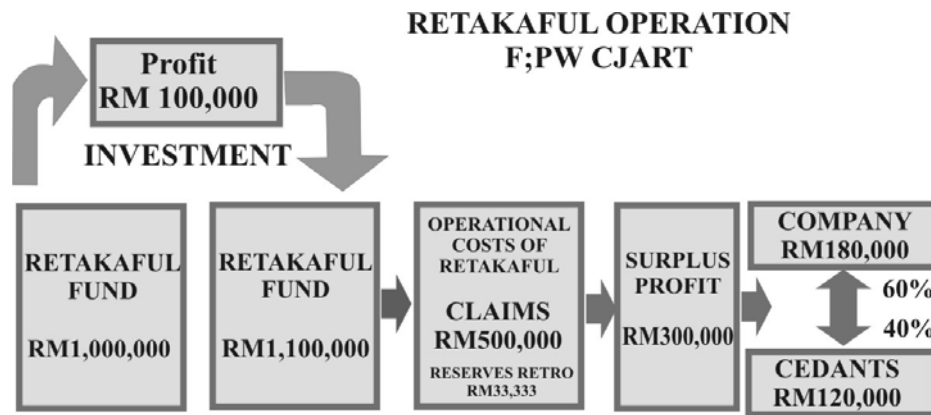 RETAKAFUL OPERATION
F;PW CJART
Profit
RM 100,000
INVESTMENT
RETAKAFUL
FUND
RM1,000,000
RETAKAFUL
FUND
RM1,100,000
OPERATIONAL
COSTS OF
RETAKAFUL
CLAIMS
RM500,000
RESERVES RETRO
RM33,333
SURPLUS
PROFIT
RM300,000
COMPANY
RM180,000
60%
40%
CEDANTS
RM120,000